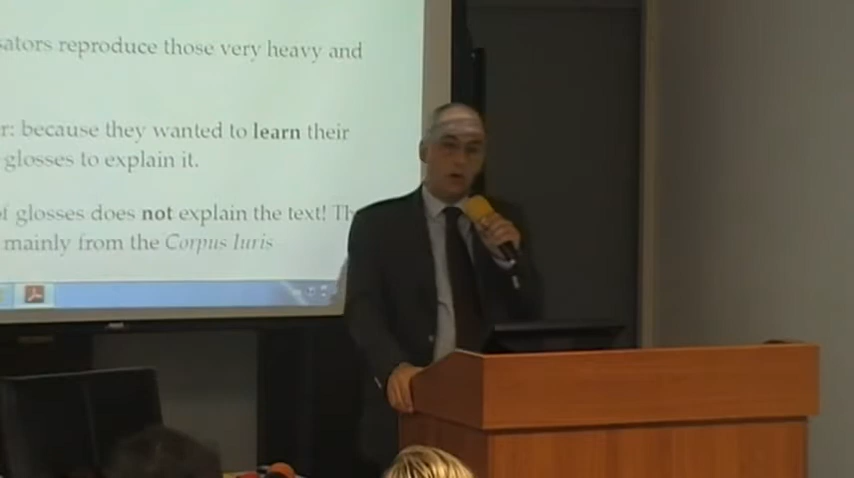 sators reproduce those very heavy and
r: because they wanted to learn their
glosses to explain it.
of glosses does not explain the text! Th
mainly from the Corpus Iuris